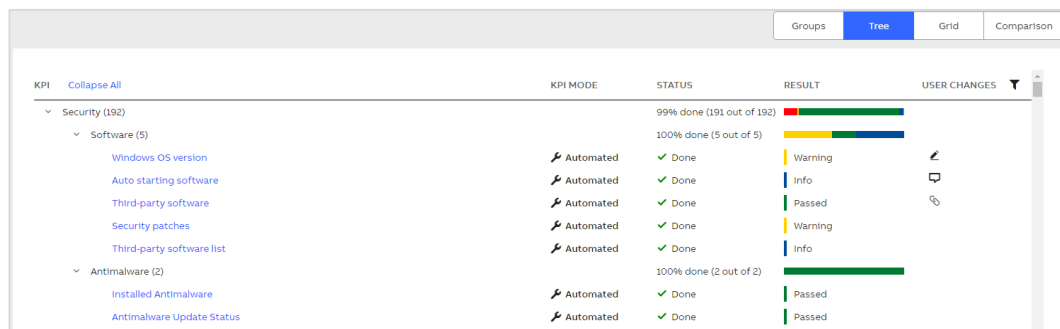 Groups Tree Grid Comparison
KPI Collapse All KPI MODE STATUS RESULT USER CHANGES
Security (192) 99% done (191 out of 192)
Software (5) 100% done (5 out of 5)
Windows OS version Automated Done Warning
Auto starting software Automated Done Info
Third-party software Automated Done Passed
Security patches Automated Done Warning
Third-party software list Automated Done Info
Antimalware (2) 100% done (2 out of 2)
Installed Antimalware Automated Done Passed
Antimalware Update Status Automated Done Passed